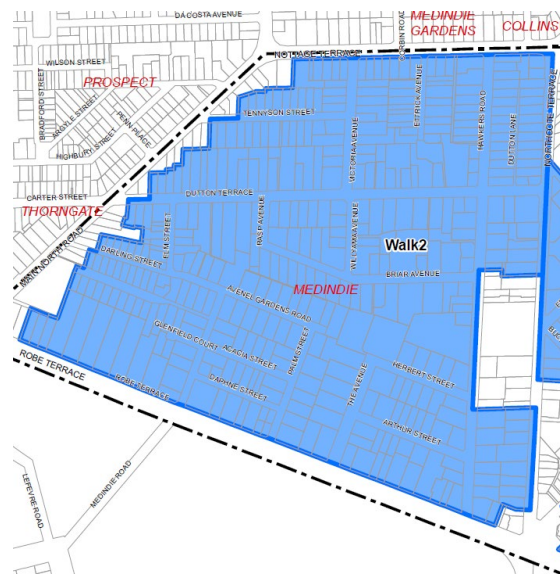 DA COSTA AVENUE
MEDINDIE
GARDENS
COLLINS
WILSON STREET
NOTTAGE TERRACE
PROSPECT
BRADFORD STREET
ARGYLE STREET
PENN PLACE
TENNYSON STREET
ETTRICK AVENUE
HAWKERS ROAD
DUTTON LANE
NORTHCOTE TERRACE
VICTORIA AVENUE
HIGHBURY STREET
CARTER STREET
DUTTON TERRACE
THORNGATE
ELM STREET
RASP AVENUE
WILLYAMA AVENUE
Walk2
MAIN NORTH ROAD
DARLING STREET
BRIAR AVENUE
MEDINDIE
AVENEL GARDENS ROAD
GLENFIELD COURT
ACACIA STREET
PALM STREET
ROBE TERRACE
HERBERT STREET
THE AVENUE
DAPHNE STREET
ROBE TERRACE
ARTHUR STREET
MEDINDIE ROAD
LEFEVRE ROAD